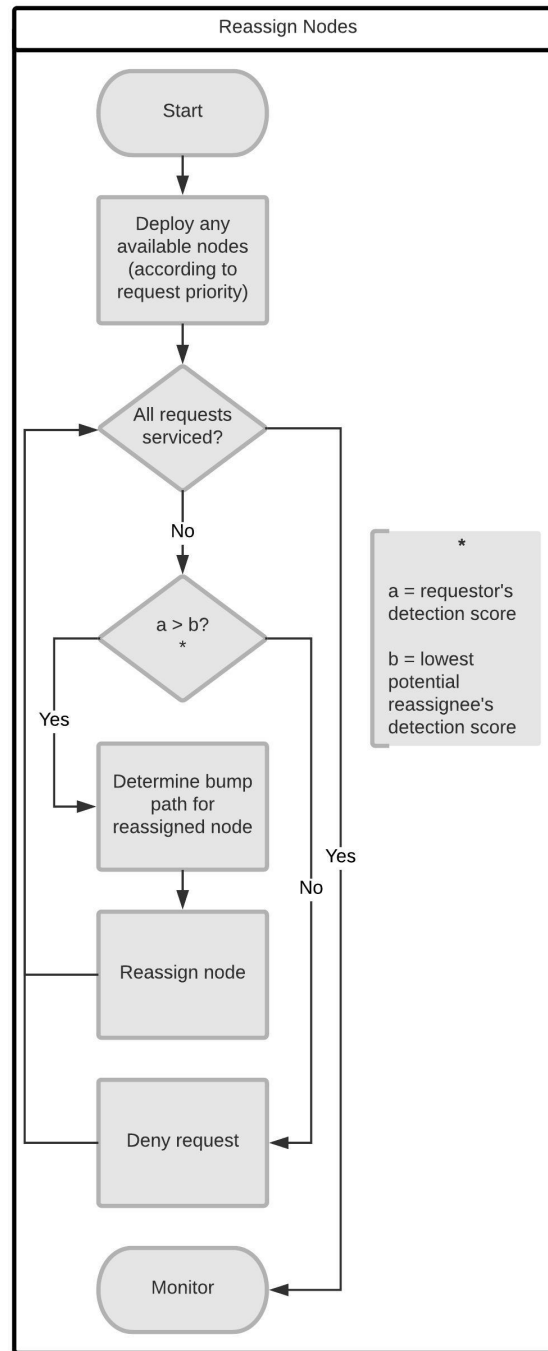 Reassign Nodes
Start
Deploy any
available nodes
(according to
request priority)
All requests
serviced?
No
*
a = requestor's
detection score
b = lowest
potential
reassignee's
detection score
a > b?
*
Yes
Determine bump
path for
reassigned node
Yes
No
Reassign node
Deny request
Monitor